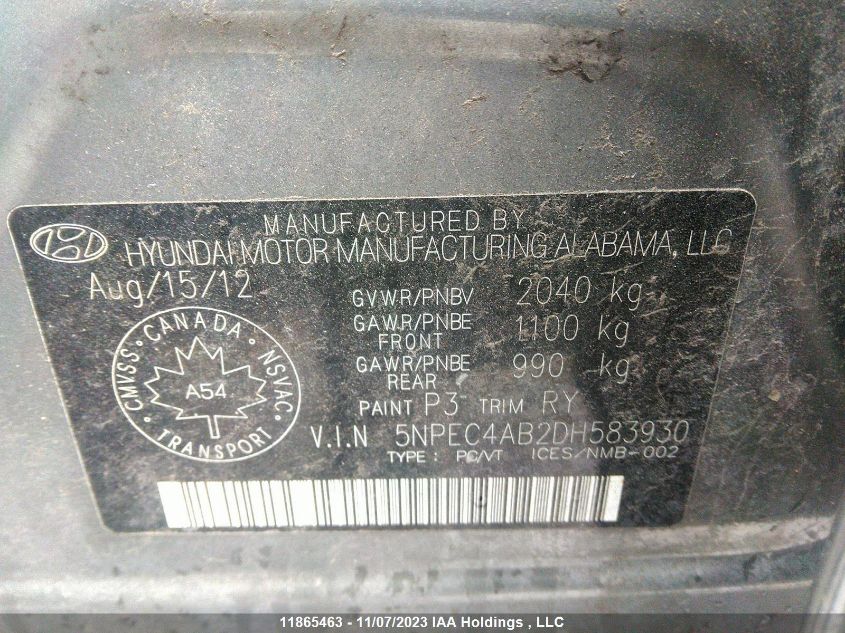 MANUFACTURED BY
HYUNDAI MOTOR MANUFACTURING ALABAMA, LLC
Aug/15/12
GVWR/PNBV 2040 kg
GAWR/PNBE FRONT 1100 kg
GAWR/PNBE REAR 990 kg
PAINT P3 TRIM RY
V.I.N 5NPEC4AB2DH583930
TYPE : PC/VT ICES/NMB-002
CMVSS • CANADA • NSVAC • TRANSPORT •
A54
11865463 - 11/07/2023 IAA Holdings , LLC